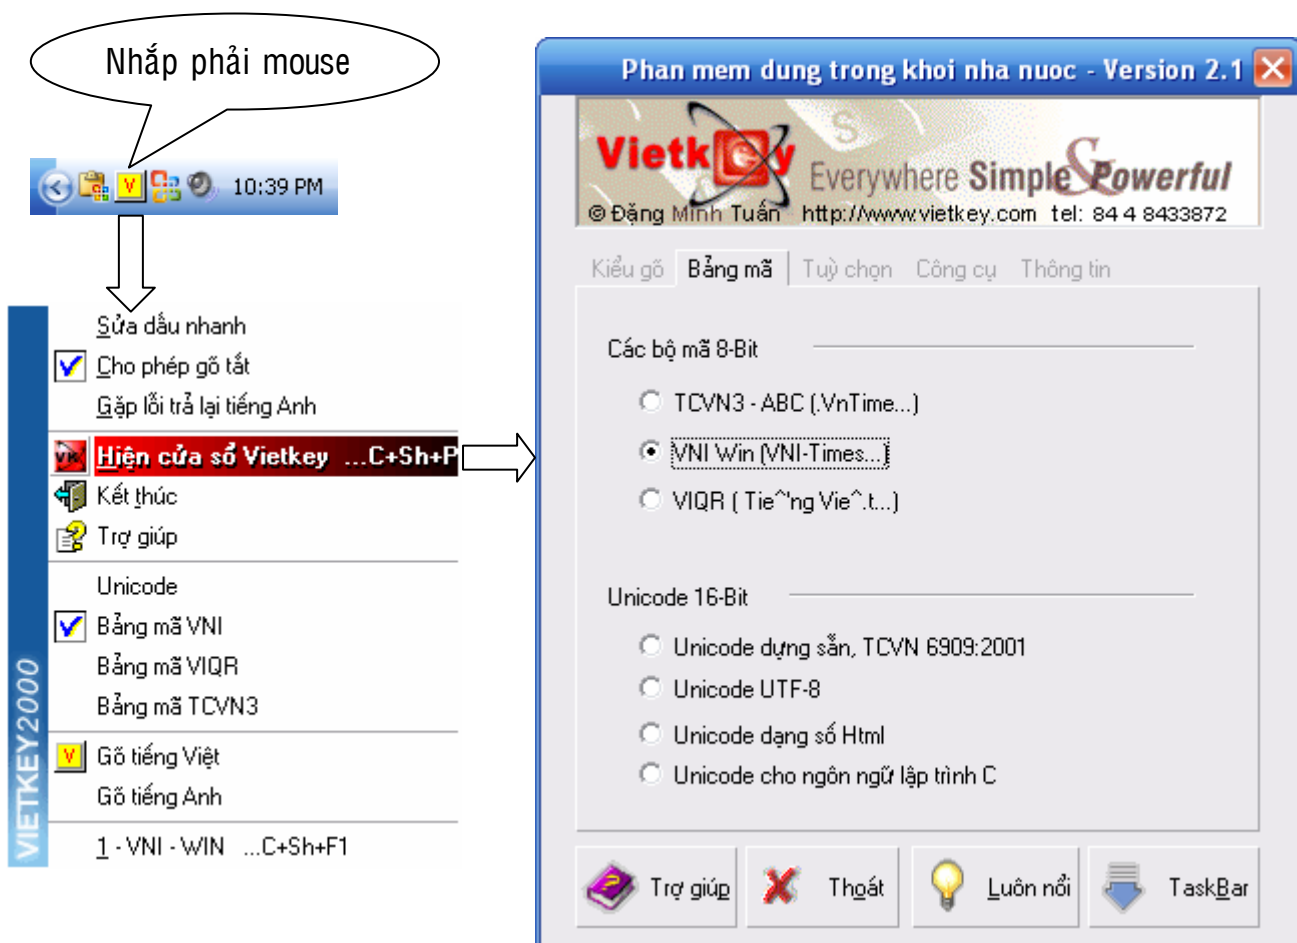 Nhắp phải mouse
10:39 PM
Sửa dấu nhanh
Cho phép gõ tắt
Gặp lỗi trả lại tiếng Anh
Hiện cửa sổ Vietkey ...C+Sh+P
Kết thúc
Trợ giúp
Unicode
Bảng mã VNI
Bảng mã VIQR
Bảng mã TCVN3
Gõ tiếng Việt
Gõ tiếng Anh
1 - VNI - WIN ...C+Sh+F1
VIETKEY2000
Phan mem dung trong khoi nha nuoc - Version 2.1
Vietkey Everywhere Simple & Powerful
© Đặng Minh Tuấn http://www.vietkey.com tel: 84 4 8433872
Kiểu gõ Bảng mã Tuỳ chọn Công cụ Thông tin
Các bộ mã 8-Bit
TCVN3 - ABC (.VnTime...)
VNI Win (VNI-Times...)
VIQR ( Tie^'ng Vie^.t...)
Unicode 16-Bit
Unicode dựng sẵn, TCVN 6909:2001
Unicode UTF-8
Unicode dạng số Html
Unicode cho ngôn ngữ lập trình C
Trợ giúp Thoát Luôn nổi TaskBar